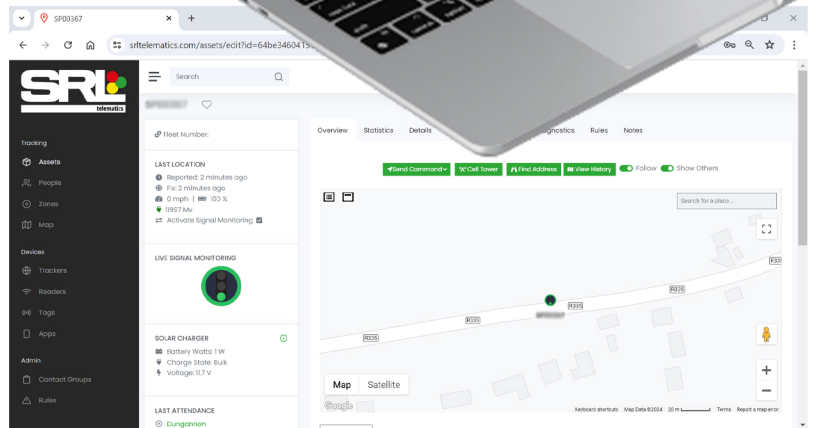 SP00367
srltelematics.com/assets/edit?id=64be346041
SRL
telematics
Search
Tracking
Assets
People
Zones
Map
Devices
Trackers
Readers
Tags
Apps
Admin
Contact Groups
Rules
Fleet Number:
LAST LOCATION
Reported: 2 minutes ago
Fix: 2 minutes ago
0 mph | 100 %
11997 Mv
Activate Signal Monitoring
LIVE SIGNAL MONITORING
SOLAR CHARGER
Battery Watts: 1 W
Charge State: Bulk
Voltage: 11.7 V
LAST ATTENDANCE
Dungannon
Overview Statistics Details Rules Notes
Send Command Cell Tower Find Address View History Follow Show Others
Search for a place...
R335
R335
R335
R335
R335
Map Satellite
Google
Keyboard shortcuts Map Data ©2024 20 m Terms Report a map error